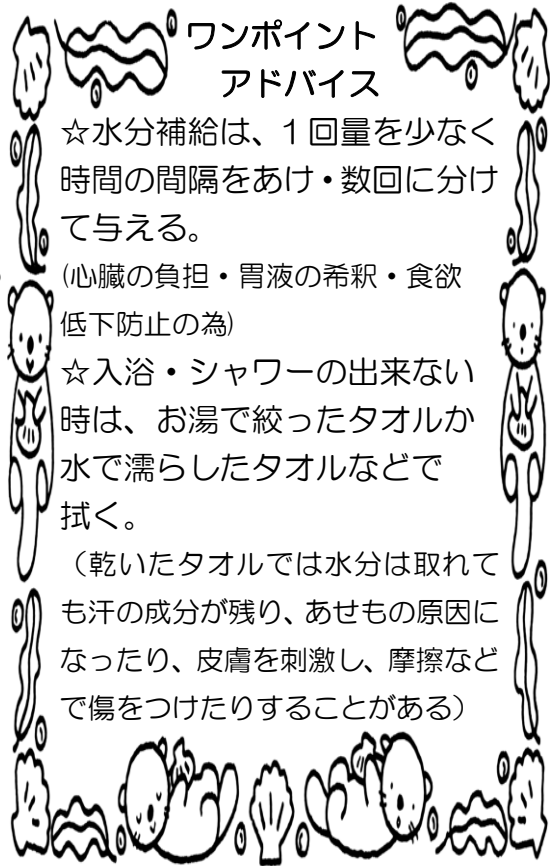 ワンポイント
アドバイス
☆水分補給は、1回量を少なく
時間の間隔をあけ・数回に分け
て与える。
(心臓の負担・胃液の希釈・食欲
低下防止の為)
☆入浴・シャワーの出来ない
時は、お湯で絞ったタオルか
水で濡らしたタオルなどで
拭く。
（乾いたタオルでは水分は取れて
も汗の成分が残り、あせもの原因に
なったり、皮膚を刺激し、摩擦など
で傷をつけたりすることがある）